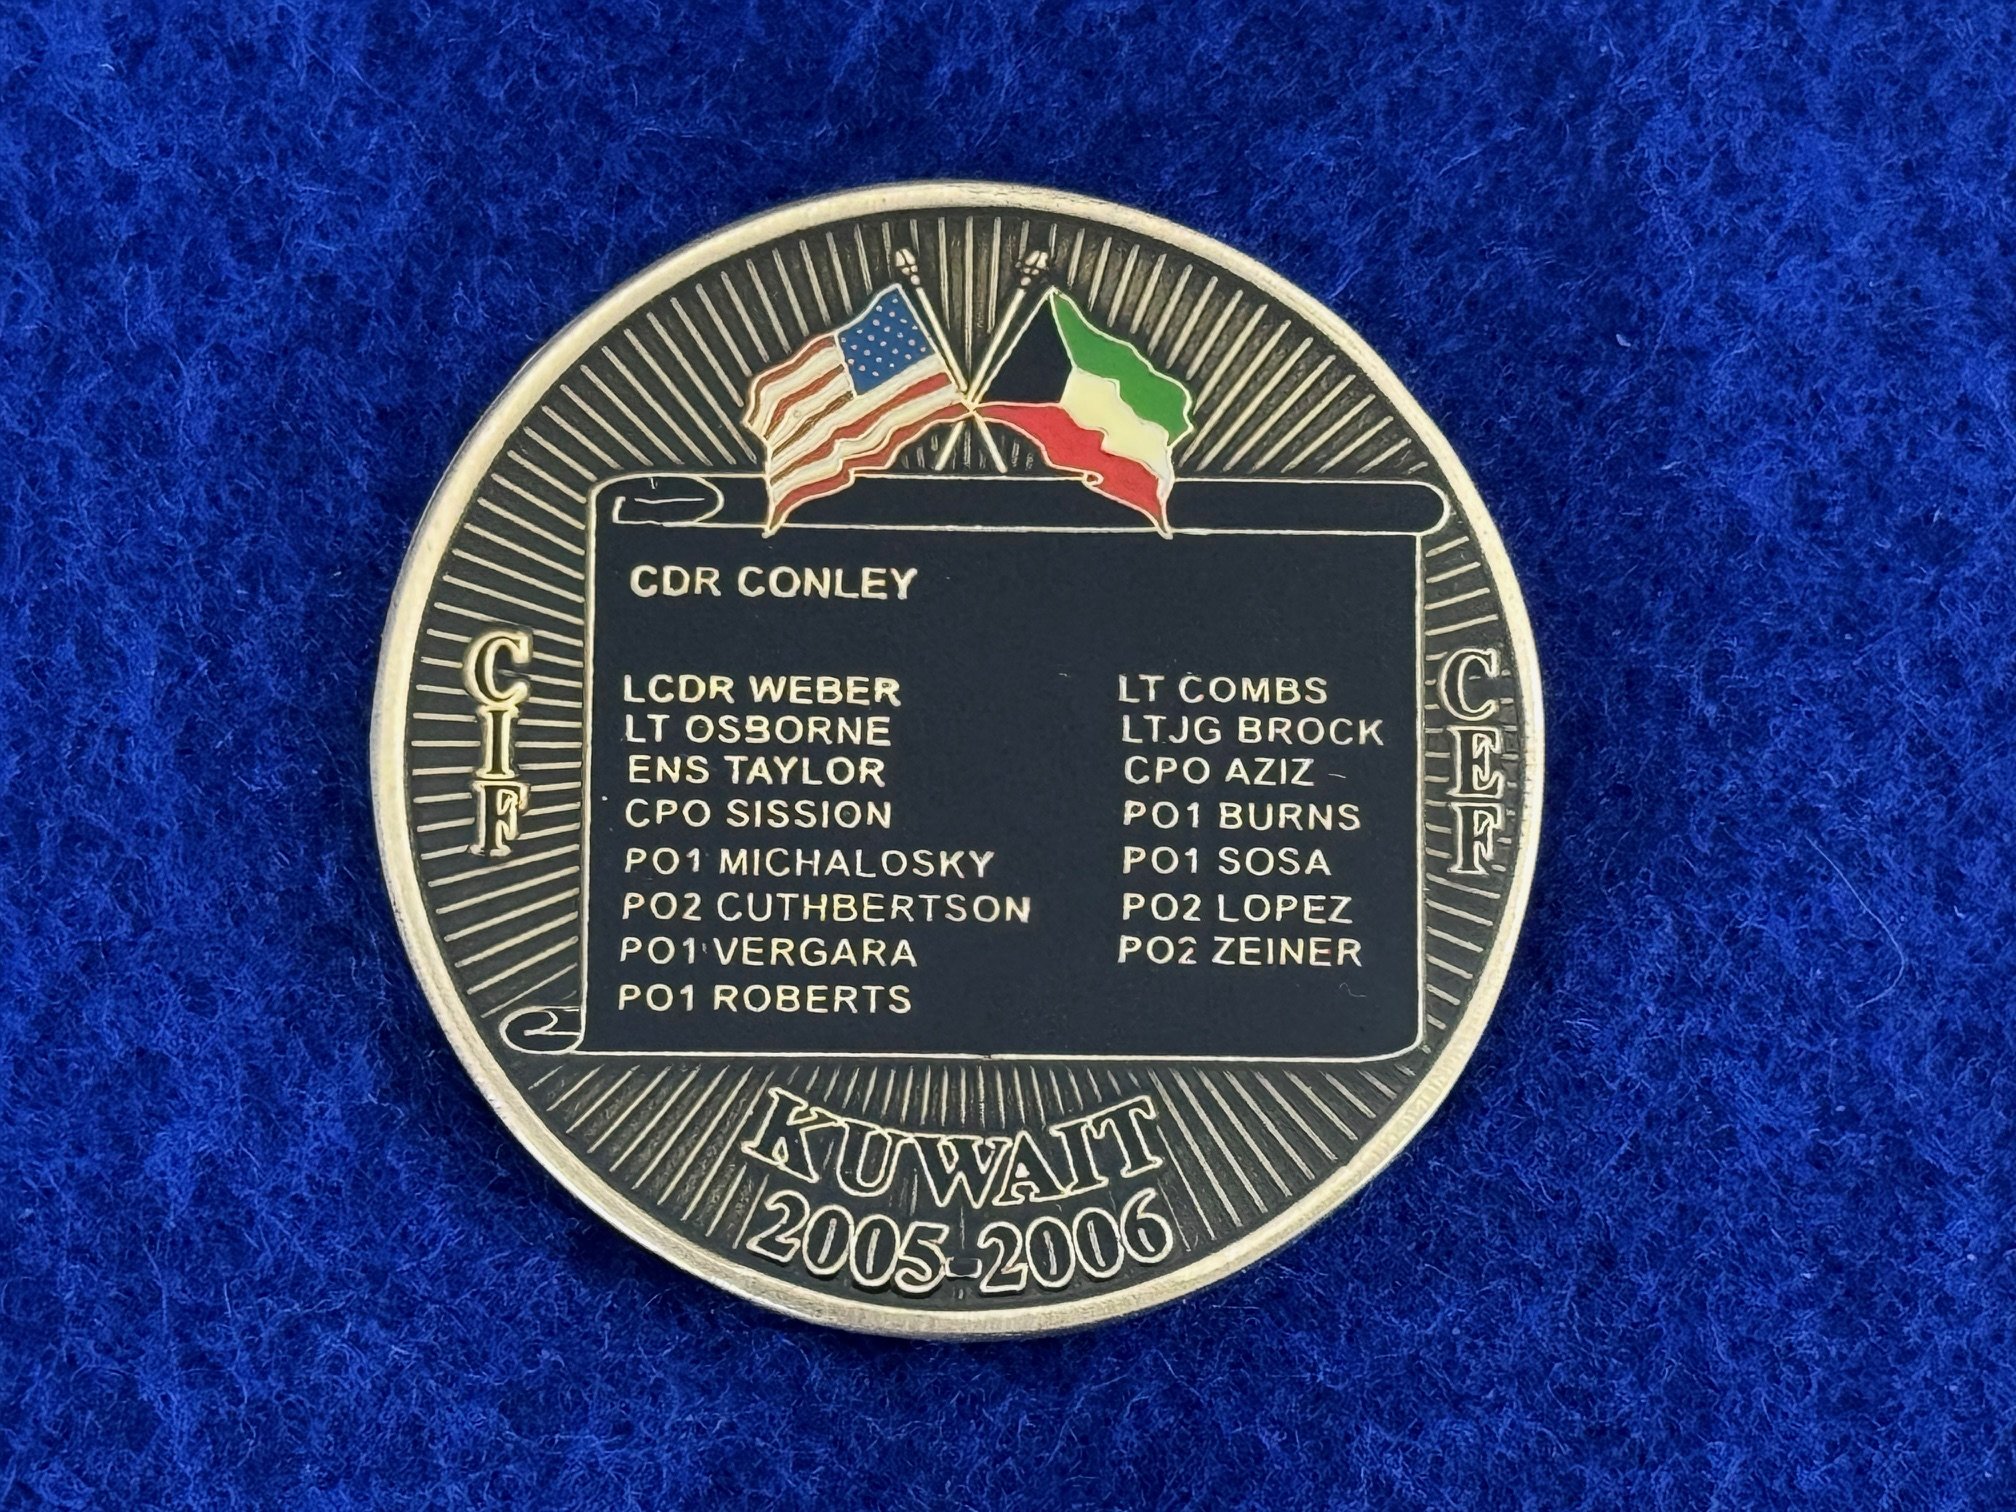 CDR CONLEY
LCDR WEBER
LT OSBORNE
ENS TAYLOR
CPO SISSION
PO1 MICHALOSKY
PO2 CUTHBERTSON
PO1 VERGARA
PO1 ROBERTS
LT COMBS
LTJG BROCK
CPO AZIZ
PO1 BURNS
PO1 SOSA
PO2 LOPEZ
PO2 ZEINER
CIF
CEF
KUWAIT
2005-2006